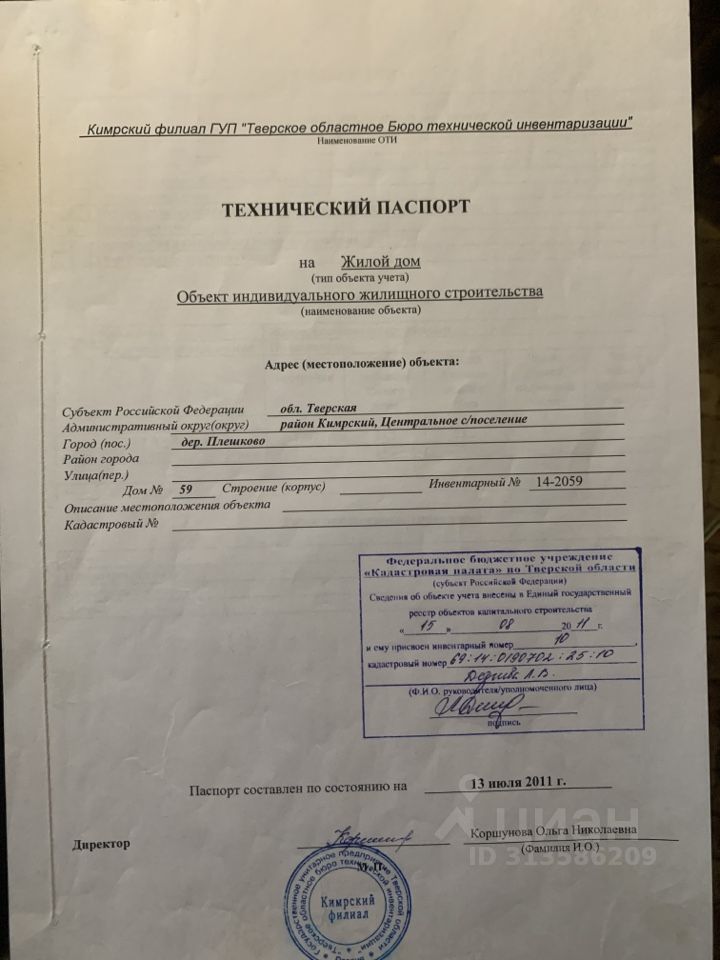 Кимрский филиал ГУП "Тверское областное Бюро технической инвентаризации"
Наименование ОТИ
ТЕХНИЧЕСКИЙ ПАСПОРТ
на Жилой дом
(тип объекта учета)
Объект индивидуального жилищного строительства
(наименование объекта)
Адрес (местоположение) объекта:
Субъект Российской Федерации обл. Тверская
Административный округ(округ) район Кимрский, Центральное с/поселение
Город (пос.) дер. Плешково
Район города
Улица(пер.)
Дом № 59 Строение (корпус) Инвентарный № 14-2059
Описание местоположения объекта
Кадастровый №
Федеральное бюджетное учреждение
«Кадастровая палата» по Тверской области
(субъект Российской Федерации)
Сведения об объекте учета внесены в Единый государственный
реестр объектов капитального строительства
« 15 » 08 20 11 г.
и ему присвоен инвентарный номер 10 ,
кадастровый номер 69:14:0190702:25:10
(Ф.И.О. руководителя/уполномоченного лица)
подпись
Паспорт составлен по состоянию на 13 июля 2011 г.
циан
Директор Коршунова Ольга Николаевна
ID 313586209
(Фамилия И.О.)
Кимрский
филиал